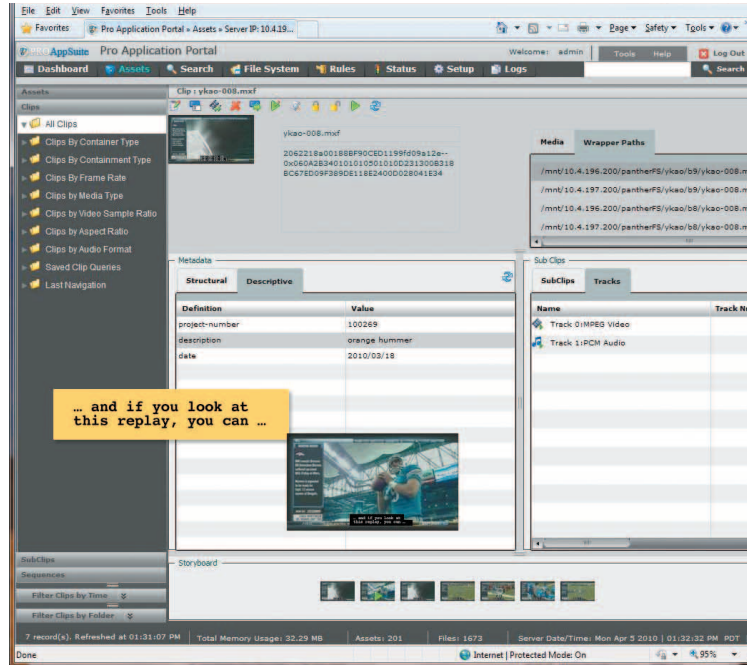 File Edit View Favorites Tools Help
Favorites Pro Application Portal » Assets » Server IP: 10.4.19...
Page Safety Tools
AppSuite Pro Application Portal
Welcome: admin Tools Help Log Out
Dashboard Assets Search File System Rules Status Setup Logs Search
Assets
Clips
All Clips
Clips By Container Type
Clips By Containment Type
Clips By Frame Rate
Clips by Media Type
Clips by Video Sample Ratio
Clips by Aspect Ratio
Clips by Audio Format
Saved Clip Queries
Last Navigation
SubClips
Sequences
Filter Clips by Time
Filter Clips by Folder
Clip : ykao-008.mxf
ykao-008.mxf
2062218a00188BF90CED1199fd09a12e--
0x060A2B340101010501010D231300B318
BC67ED09F389DE118E2400D028041E34
Media Wrapper Paths
/mnt/10.4.196.200/pantherFS/ykao/b9/ykao-008.m
/mnt/10.4.197.200/pantherFS/ykao/b9/ykao-008.m
/mnt/10.4.196.200/pantherFS/ykao/b8/ykao-008.m
/mnt/10.4.197.200/pantherFS/ykao/b8/ykao-008.m
Metadata
Structural Descriptive
Definition Value
project-number 100269
description orange hummer
date 2010/03/18
… and if you look at
this replay, you can …
… and if you look at
this replay, you can …
Sub Clips
SubClips Tracks
Name Track N
Track 0:MPEG Video
Track 1:PCM Audio
Storyboard
7 record(s). Refreshed at 01:31:07 PM Total Memory Usage: 32.29 MB Assets: 201 Files: 1673 Server Date/Time: Mon Apr 5 2010 | 01:32:32 PM PDT
Done Internet | Protected Mode: On 95%